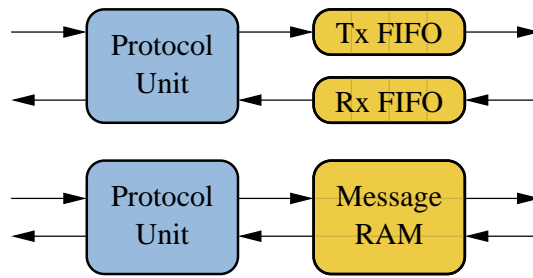 Protocol
Unit
Tx FIFO
Rx FIFO
Protocol
Unit
Message
RAM